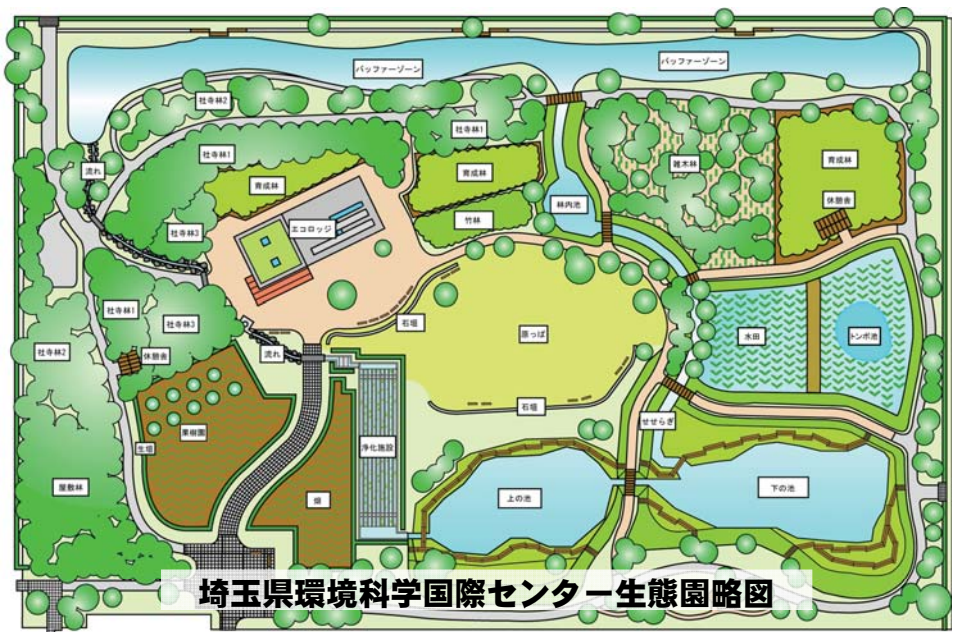 バッファーゾーン
バッファーゾーン
社寺林2
社寺林1
社寺林1
流れ
育成林
育成林
雑木林
育成林
休憩舎
林内池
竹林
社寺林3
エコロッジ
社寺林1
社寺林3
石垣
原っぱ
水田
トンボ池
社寺林2
休憩舎
流れ
石垣
せせらぎ
果樹園
生垣
浄化施設
屋敷林
畑
上の池
下の池
埼玉県環境科学国際センター生態園略図